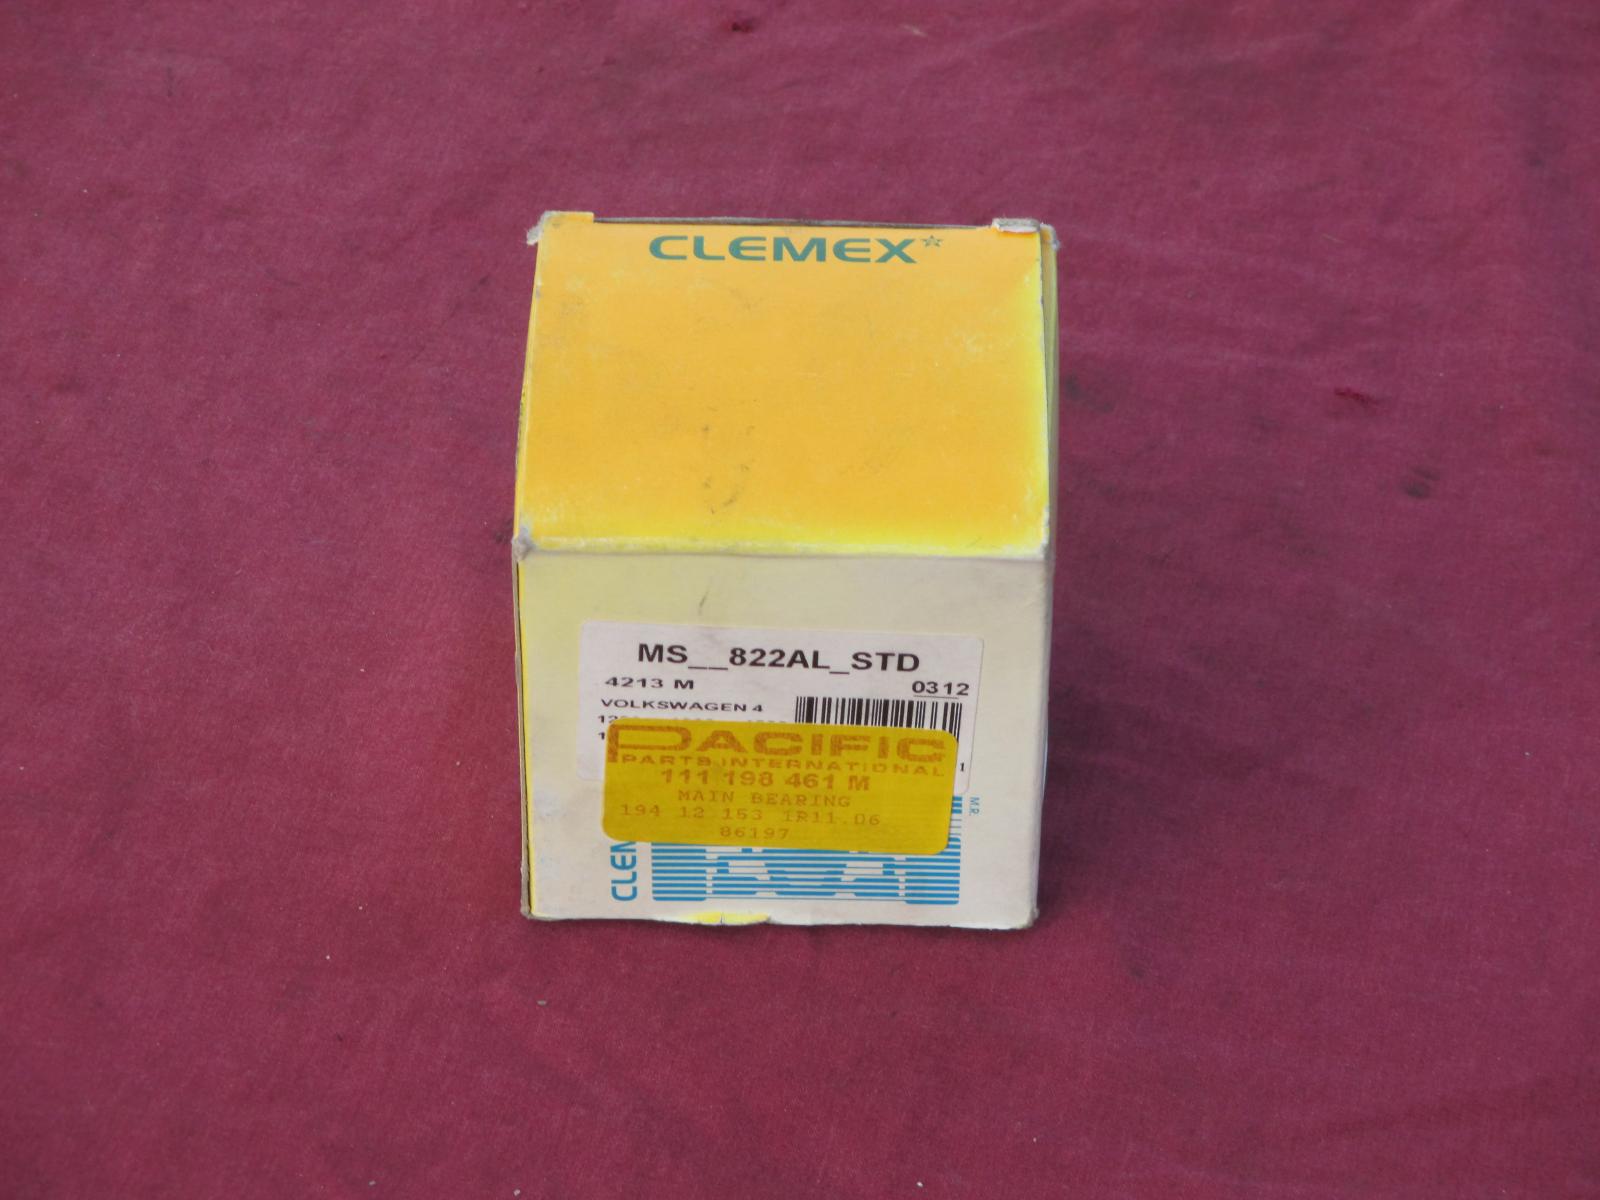 CLEMEX
MS__822AL_STD
4213 M 0312
VOLKSWAGEN 4
PACIFIC
PARTS INTERNATIONAL
111 198 461 M
MAIN BEARING
194 12 153 1R11.06
86197
M.R.
CLEM